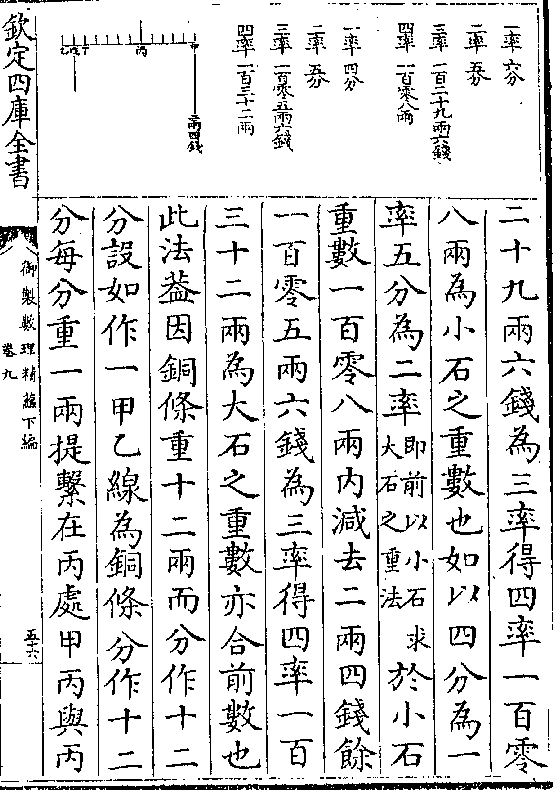 一率六分
二率五分
三率一百二十九兩六錢
四率一百零八兩
一率四分
二率五分
三率一百零五兩六錢
四率一百三十二兩
甲
二兩四錢
丙
二十九兩六錢為三率得四率一百零
八兩為小石之重數也如以四分為一
率五分為二率即前以小石求大石之重法於小石
重數一百零八兩内減去二兩四錢餘
一百零五兩六錢為三率得四率一百
三十二兩為大石之重數亦合前數也
此法葢因銅條重十二兩而分作十二
分設如作一甲乙線為銅條分作十二
分每分重一兩提繫在丙處甲丙與丙
欽定四庫全書
御製數理精藴下編
卷九
五十六